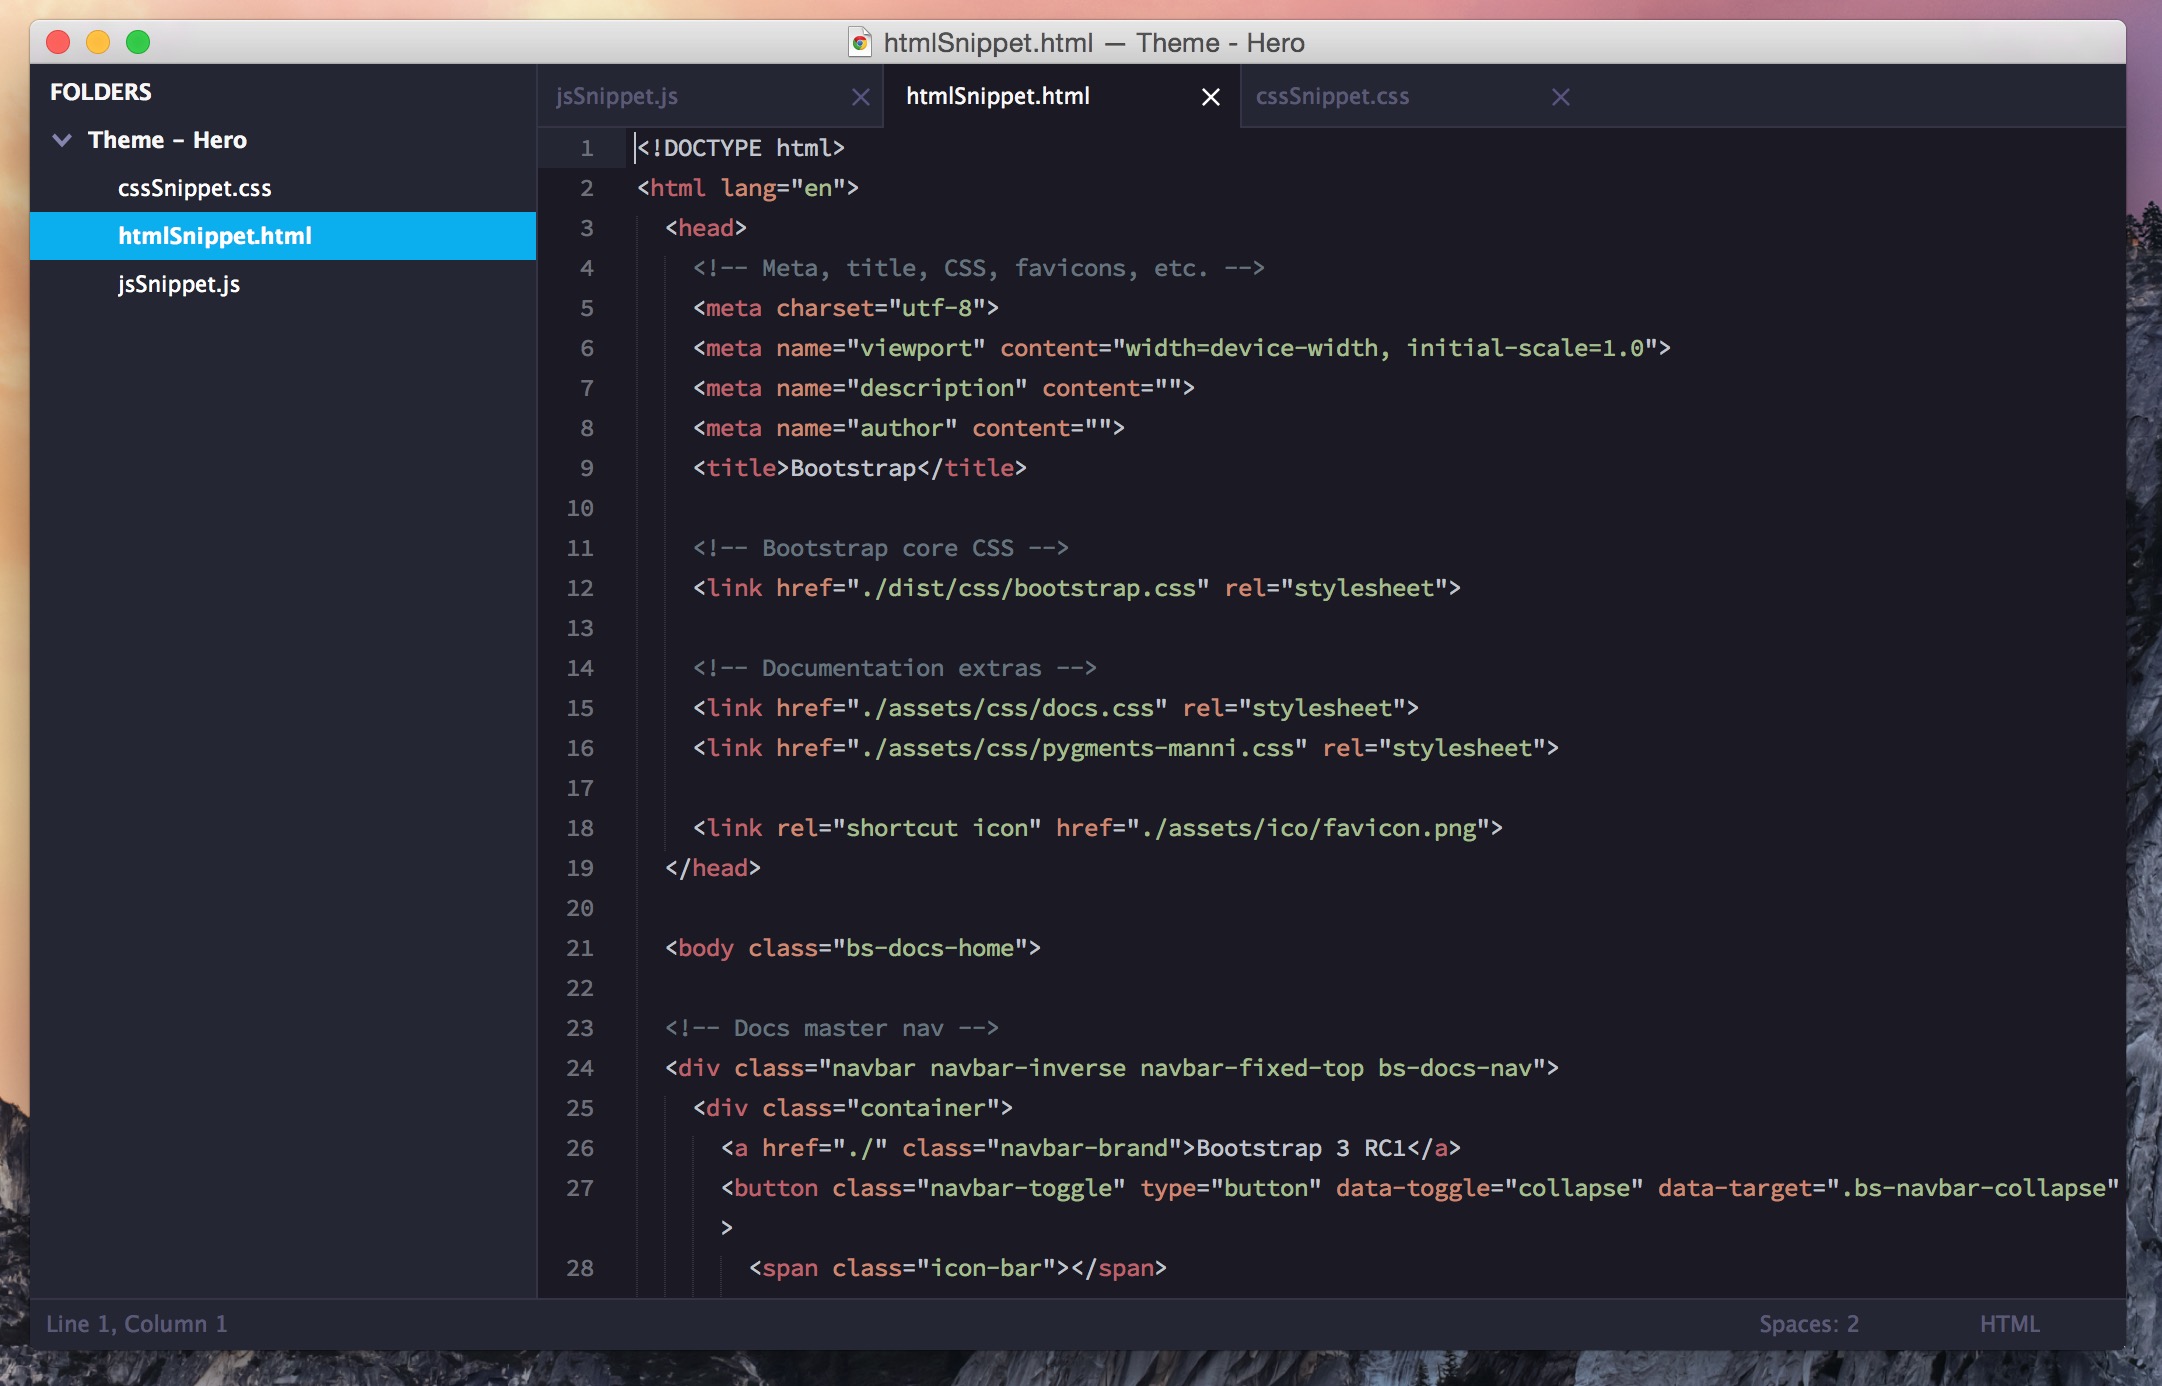 htmlSnippet.html — Theme - Hero
FOLDERS
Theme – Hero
cssSnippet.css
htmlSnippet.html
jsSnippet.js
jsSnippet.js
htmlSnippet.html
cssSnippet.css
1 <!DOCTYPE html>
2 <html lang="en">
3 <head>
4 <!-- Meta, title, CSS, favicons, etc. -->
5 <meta charset="utf-8">
6 <meta name="viewport" content="width=device-width, initial-scale=1.0">
7 <meta name="description" content="">
8 <meta name="author" content="">
9 <title>Bootstrap</title>
10
11 <!-- Bootstrap core CSS -->
12 <link href="./dist/css/bootstrap.css" rel="stylesheet">
13
14 <!-- Documentation extras -->
15 <link href="./assets/css/docs.css" rel="stylesheet">
16 <link href="./assets/css/pygments-manni.css" rel="stylesheet">
17
18 <link rel="shortcut icon" href="./assets/ico/favicon.png">
19 </head>
20
21 <body class="bs-docs-home">
22
23 <!-- Docs master nav -->
24 <div class="navbar navbar-inverse navbar-fixed-top bs-docs-nav">
25 <div class="container">
26 <a href="./" class="navbar-brand">Bootstrap 3 RC1</a>
27 <button class="navbar-toggle" type="button" data-toggle="collapse" data-target=".bs-navbar-collapse"
>
28 <span class="icon-bar"></span>
Line 1, Column 1
Spaces: 2
HTML